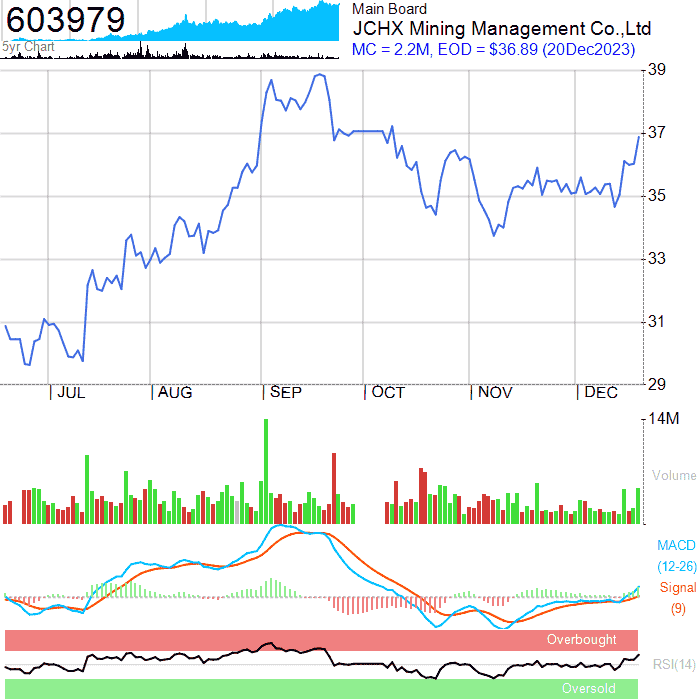 603979
5yr Chart
Main Board
JCHX Mining Management Co.,Ltd
MC = 2.2M, EOD = $36.89 (20Dec2023)
39
37
35
33
31
29
JUL AUG SEP OCT NOV DEC
14M
Volume
MACD
(12-26)
Signal
(9)
Overbought
RSI(14)
Oversold